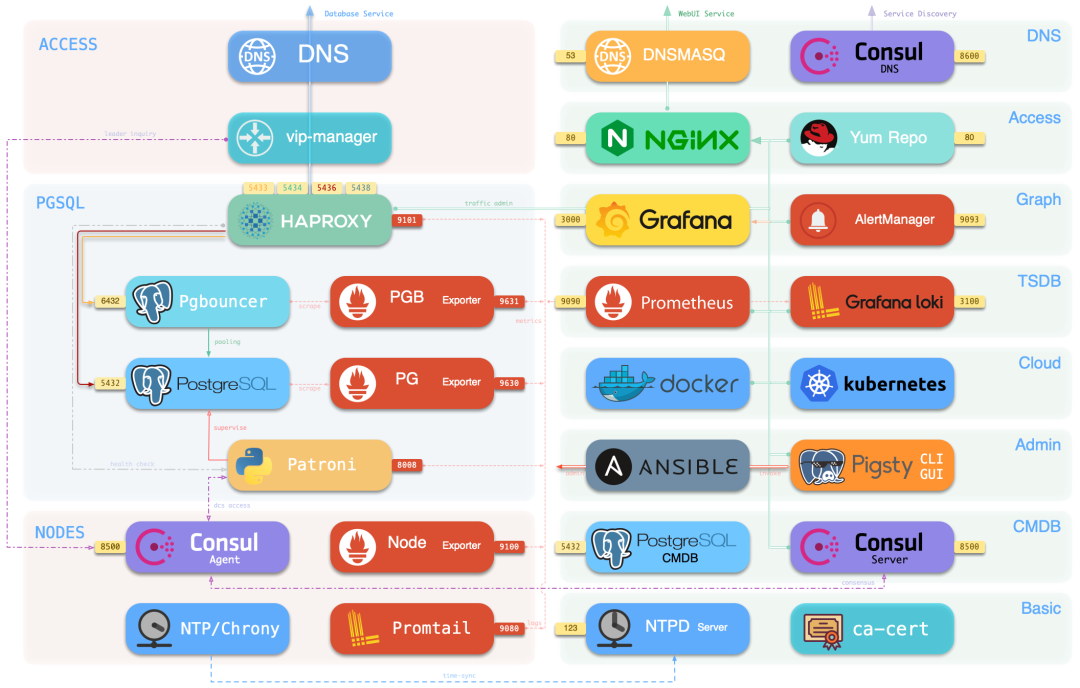 Database Service
WebUI Service
Service Discovery
ACCESS
DNS
DNS
DNS
53
DNS
DNSMASQ
Consul
DNS
8600
leader inquiry
vip-manager
Access
80
N
NGINX
Yum Repo
80
PGSQL
5433
5434
5436
5438
HAPROXY
9101
traffic admin
Graph
3000
Grafana
AlertManager
9093
6432
Pgbouncer
scrape
PGB
Exporter
9631
metrics
TSDB
9090
Prometheus
Grafana loki
3100
pooling
5432
PostgreSQL
scrape
PG
Exporter
9630
Cloud
docker
kubernetes
supervise
health check
Patroni
8008
Admin
A
ANSIBLE
Pigsty
CLI
GUI
dcs access
NODES
8500
Consul
Agent
Node
Exporter
9100
CMDB
5432
PostgreSQL
CMDB
Consul
Server
8500
consensus
NTP/Chrony
Promtail
9080
logs
Basic
123
NTPD
Server
ca-cert
time-sync